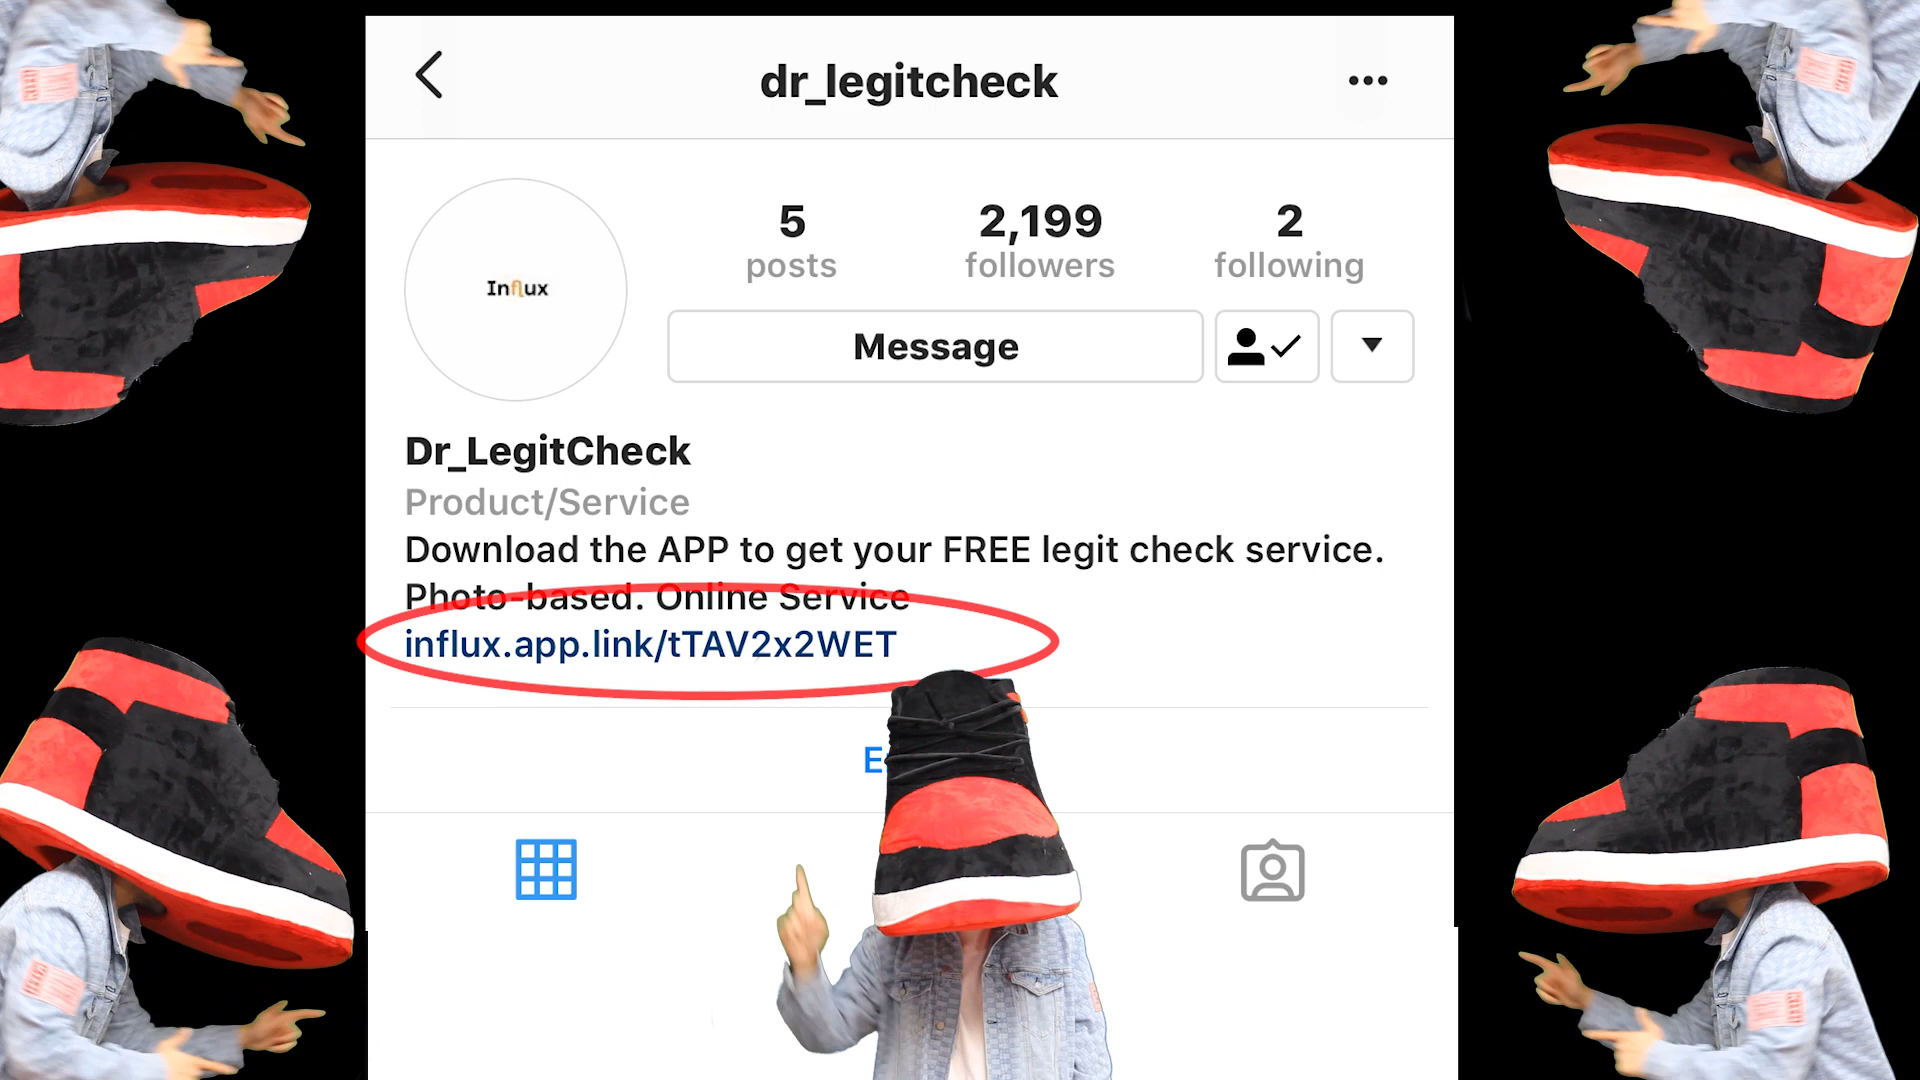 dr_legitcheck
5
posts
2,199
followers
2
following
Influx
Message
Dr_LegitCheck
Product/Service
Download the APP to get your FREE legit check service.
Photo-based. Online Service
influx.app.link/tTAV2x2WET